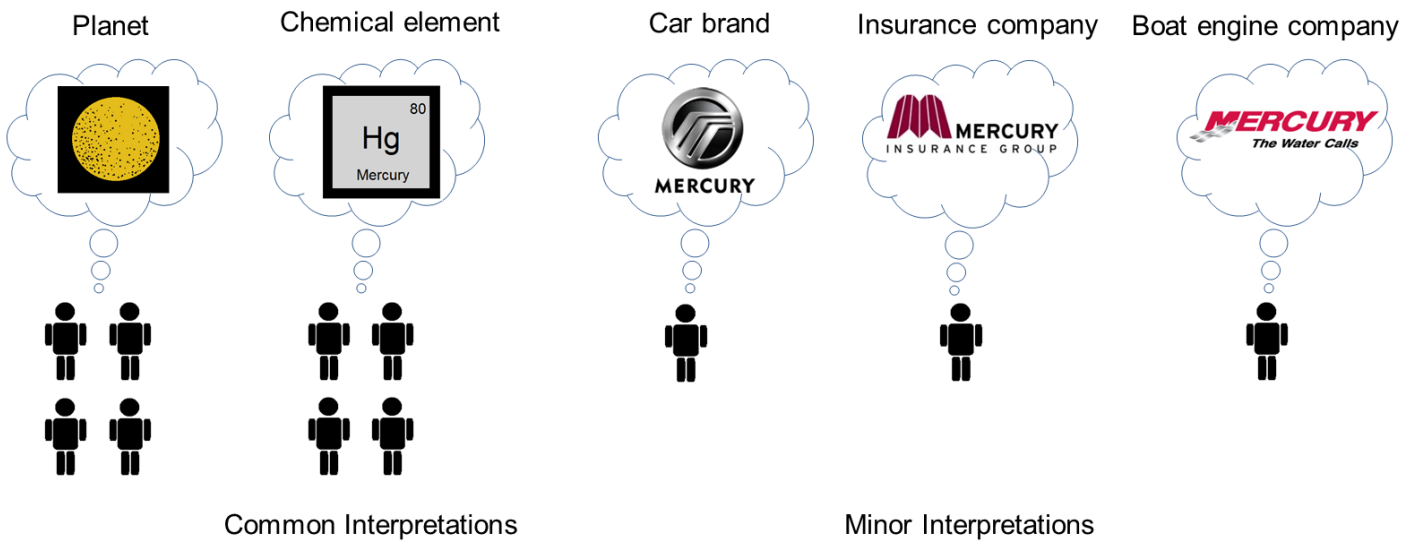 Planet
Chemical element
Car brand
Insurance company
Boat engine company
80
Hg
Mercury
MERCURY
MERCURY
INSURANCE GROUP
MERCURY
The Water Calls
Common Interpretations
Minor Interpretations